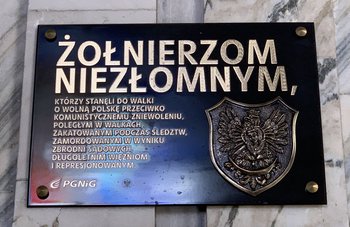 ŻOŁNIERZOM
NIEZŁOMNYM,
KTÓRZY STANĘLI DO WALKI
O WOLNĄ POLSKĘ PRZECIWKO
KOMUNISTYCZNEMU ZNIEWOLENIU,
POLEGŁYM W WALKACH,
ZAKATOWANYM PODCZAS ŚLEDZTW,
ZAMORDOWANYM W WYNIKU
ZBRODNI SĄDOWYCH,
DŁUGOLETNIM WIĘŹNIOM
I REPRESJONOWANYM
PGNiG